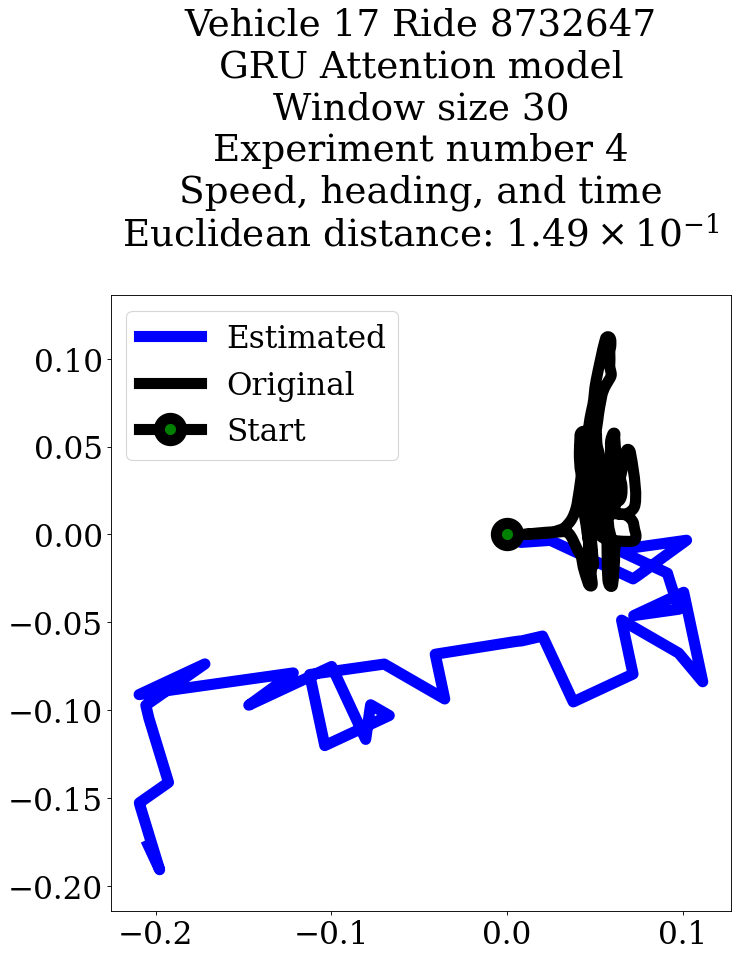 Vehicle 17 Ride 8732647
GRU Attention model
Window size 30
Experiment number 4
Speed, heading, and time
Euclidean distance: 1.49 × 10⁻¹
Estimated
Original
Start
0.10
0.05
0.00
−0.05
−0.10
−0.15
−0.20
−0.2
−0.1
0.0
0.1